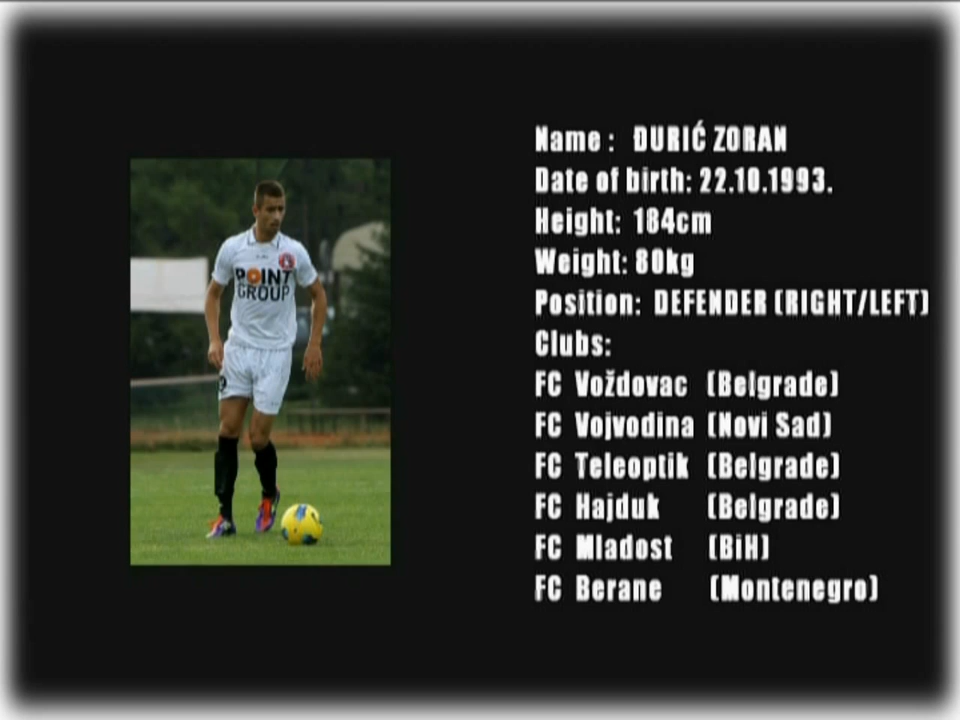 POINT
GROUP
Name : ĐURIĆ ZORAN
Date of birth: 22.10.1993.
Height: 184cm
Weight: 80kg
Position: DEFENDER (RIGHT/LEFT)
Clubs:
FC Voždovac (Belgrade)
FC Vojvodina (Novi Sad)
FC Teleoptik (Belgrade)
FC Hajduk (Belgrade)
FC Mladost (BiH)
FC Berane (Montenegro)